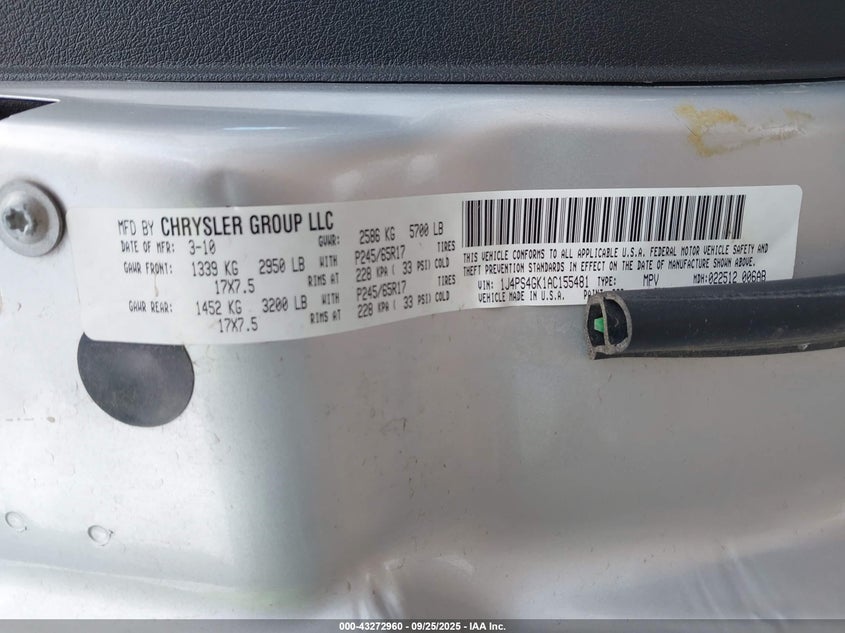 MFD BY CHRYSLER GROUP LLC
DATE OF MFR: 3-10 GVWR: 2586 KG 5700 LB
GAWR FRONT: 1339 KG 2950 LB WITH P245/65R17 TIRES
17X7.5 RIMS AT 228 KPA ( 33 PSI) COLD
GAWR REAR: 1452 KG 3200 LB WITH P245/65R17 TIRES
17X7.5 RIMS AT 228 KPA ( 33 PSI) COLD
THIS VEHICLE CONFORMS TO ALL APPLICABLE U.S.A. FEDERAL MOTOR VEHICLE SAFETY AND
THEFT PREVENTION STANDARDS IN EFFECT ON THE DATE OF MANUFACTURE SHOWN ABOVE.
VIN: 1J4PS4GK1AC155481 TYPE: MPV MDH:022512 006AB
VEHICLE MADE IN U.S.A.
000-43272960 - 09/25/2025 - IAA Inc.